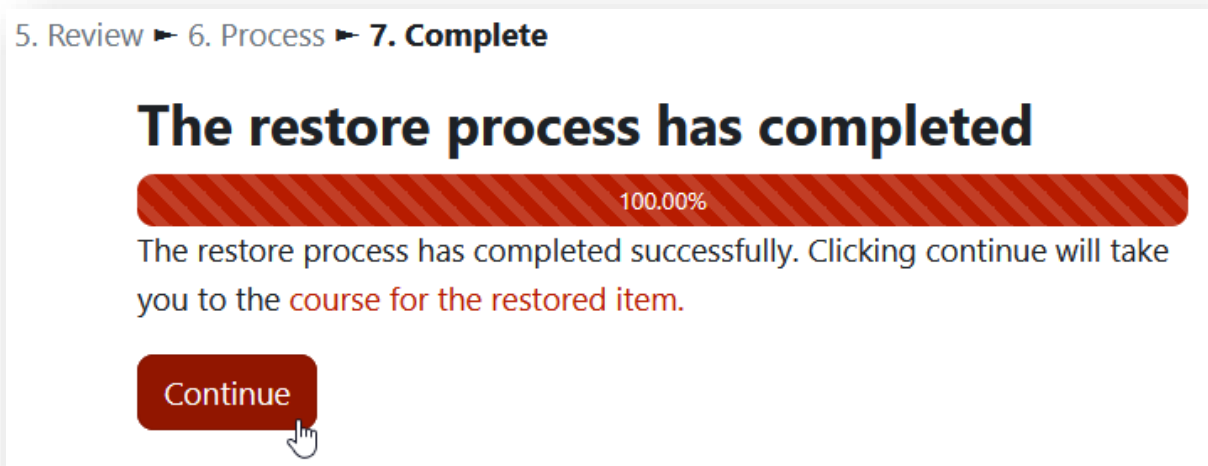 5. Review ► 6. Process ► 7. Complete
The restore process has completed
100.00%
The restore process has completed successfully. Clicking continue will take
you to the course for the restored item.
Continue